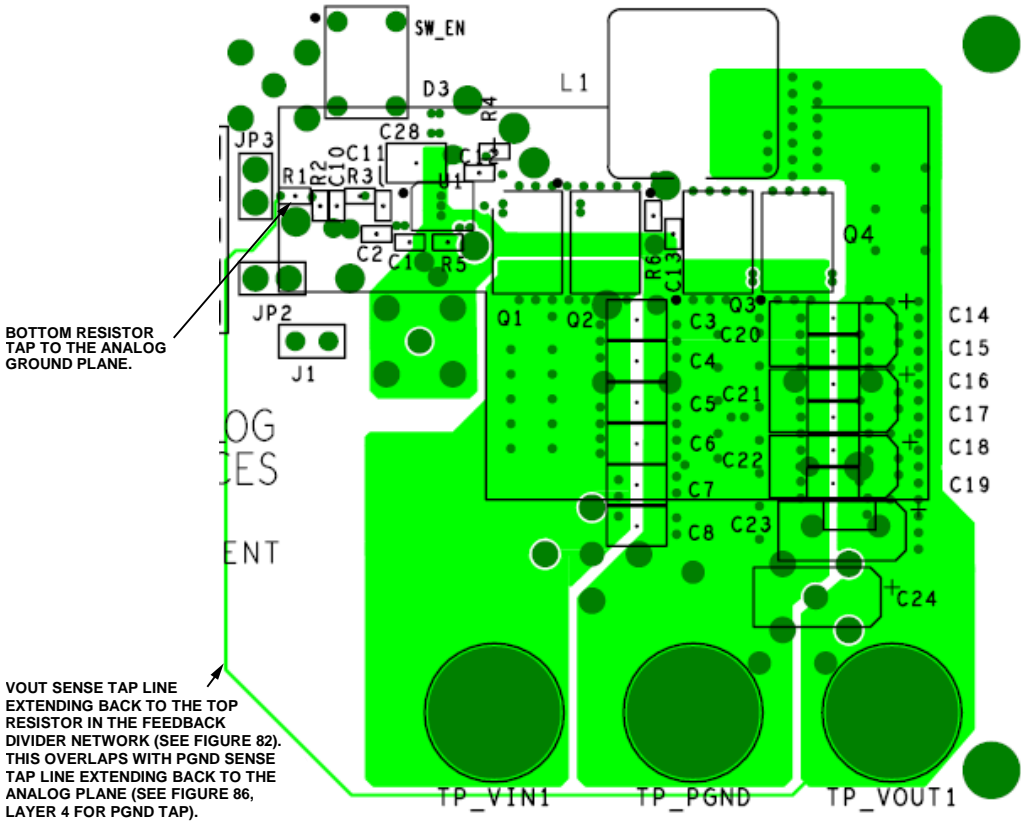 SW_EN
D3
L1
R4
C28
JP3
C11
R1
R2
C10
R3
U1
Q4
C2
C1
R5
R6
C13
JP2
Q1
Q2
C3
Q3
C20
C14
BOTTOM RESISTOR
TAP TO THE ANALOG
GROUND PLANE.
J1
C4
C15
C5
C21
C16
C17
OG
CES
C6
C22
C18
C7
C19
C8
C23
ENT
C24
VOUT SENSE TAP LINE
EXTENDING BACK TO THE TOP
RESISTOR IN THE FEEDBACK
DIVIDER NETWORK (SEE FIGURE 82).
THIS OVERLAPS WITH PGND SENSE
TAP LINE EXTENDING BACK TO THE
ANALOG PLANE (SEE FIGURE 86,
LAYER 4 FOR PGND TAP).
TP_VIN1
TP_PGND
TP_VOUT1